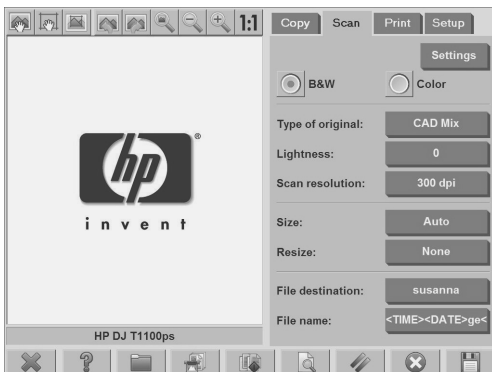 1:1
Copy Scan Print Setup
Settings
B&W Color
Type of original: CAD Mix
Lightness: 0
Scan resolution: 300 dpi
Size: Auto
Resize: None
File destination: susanna
File name: <TIME><DATE>ge<
hp®
invent
HP DJ T1100ps
?